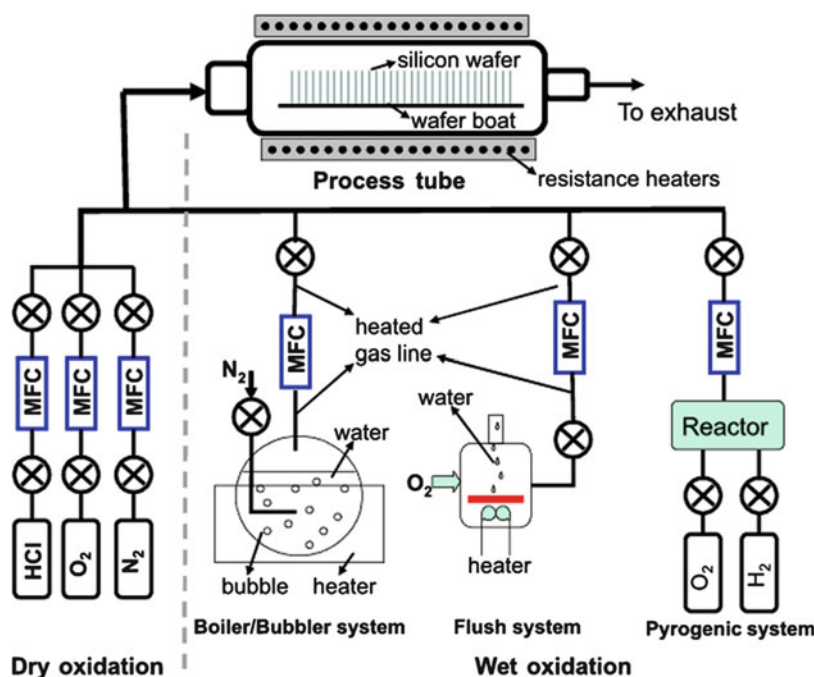 silicon wafer
wafer boat
To exhaust
Process tube
resistance heaters
MFC
MFC
MFC
HCl
O₂
N₂
Dry oxidation
heated
gas line
MFC
N₂
water
bubble
heater
Boiler/Bubbler system
MFC
water
O₂
heater
Flush system
MFC
Reactor
O₂
H₂
Pyrogenic system
Wet oxidation